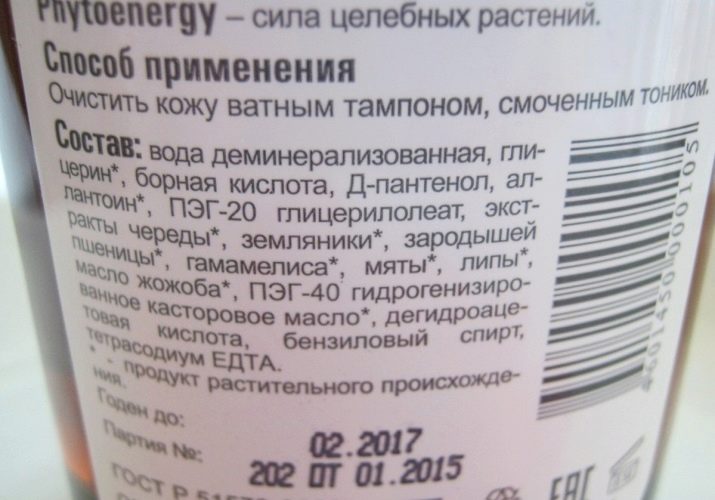 Phytoenergy – сила целебных растений.
Способ применения
Очистить кожу ватным тампоном, смоченным тоником.
Состав: вода деминерализованная, гли-
церин*, борная кислота, Д-пантенол, ал-
лантоин*, ПЭГ-20 глицерилолеат, экст-
ракты череды*, земляники*, зародышей
пшеницы*, гамамелиса*, мяты*, липы*,
масло жожоба*, ПЭГ-40 гидрогенизиро-
ванное касторовое масло*, дегидроаце-
товая кислота, бензиловый спирт,
тетрасодиум ЕДТА.
* - продукт растительного происхожде-
ния.
Годен до: 02.2017
Партия №: 202 ОТ 01.2015
ГОСТ Р
4601450000105
EAC